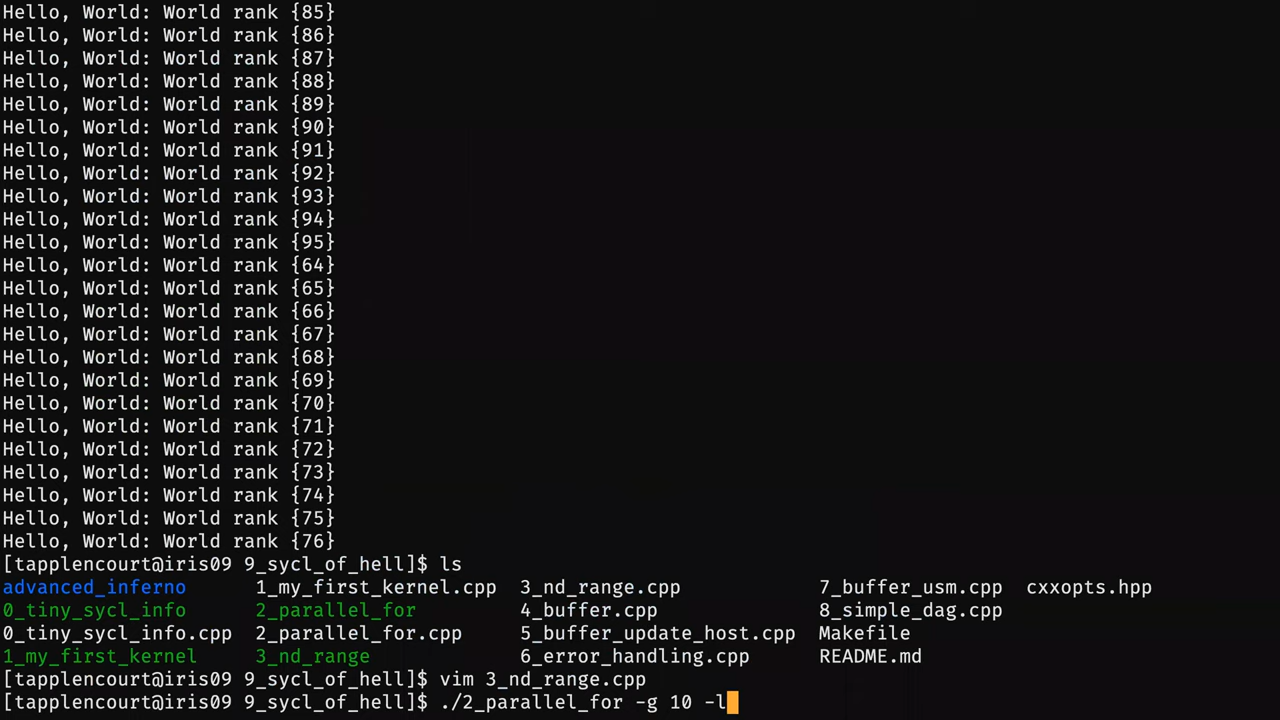 Hello, World: World rank {85}
Hello, World: World rank {86}
Hello, World: World rank {87}
Hello, World: World rank {88}
Hello, World: World rank {89}
Hello, World: World rank {90}
Hello, World: World rank {91}
Hello, World: World rank {92}
Hello, World: World rank {93}
Hello, World: World rank {94}
Hello, World: World rank {95}
Hello, World: World rank {64}
Hello, World: World rank {65}
Hello, World: World rank {66}
Hello, World: World rank {67}
Hello, World: World rank {68}
Hello, World: World rank {69}
Hello, World: World rank {70}
Hello, World: World rank {71}
Hello, World: World rank {72}
Hello, World: World rank {73}
Hello, World: World rank {74}
Hello, World: World rank {75}
Hello, World: World rank {76}
[tapplencourt@iris09 9_sycl_of_hell]$ ls
advanced_inferno 1_my_first_kernel.cpp 3_nd_range.cpp 7_buffer_usm.cpp cxxopts.hpp
0_tiny_sycl_info 2_parallel_for 4_buffer.cpp 8_simple_dag.cpp
0_tiny_sycl_info.cpp 2_parallel_for.cpp 5_buffer_update_host.cpp Makefile
1_my_first_kernel 3_nd_range 6_error_handling.cpp README.md
[tapplencourt@iris09 9_sycl_of_hell]$ vim 3_nd_range.cpp
[tapplencourt@iris09 9_sycl_of_hell]$ ./2_parallel_for -g 10 -l